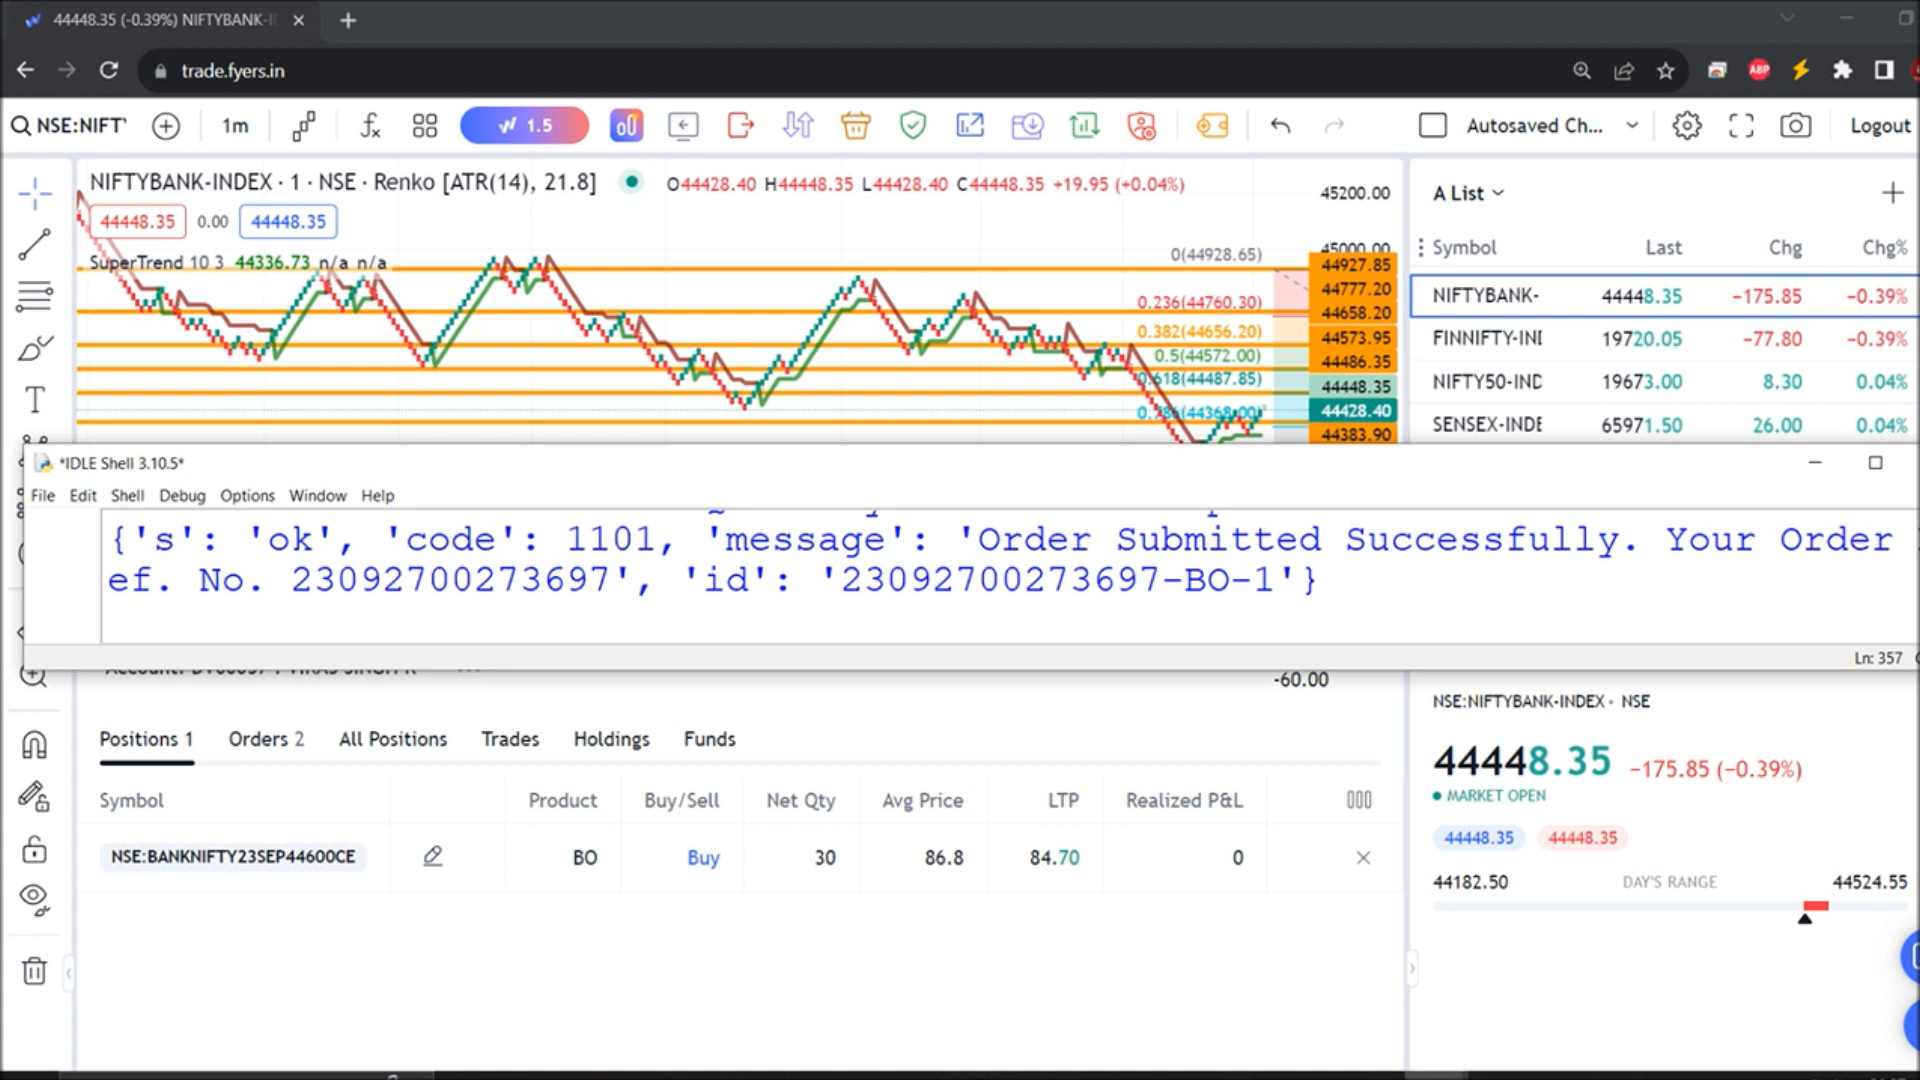 44448.35 (-0.39%) NIFTYBANK-I
trade.fyers.in
ABP
NSE:NIFT
1m
1.5
Autosaved Ch...
Logout
NIFTYBANK-INDEX · 1 · NSE · Renko [ATR(14), 21.8]
O44428.40 H44448.35 L44428.40 C44448.35 +19.95 (+0.04%)
44448.35 0.00 44448.35
SuperTrend 10 3 44336.73 n/a n/a
0(44928.65)
0.236(44760.30)
0.382(44656.20)
0.5(44572.00)
0.618(44487.85)
0.786(44368.00)
45200.00
45000.00
44927.85
44777.20
44658.20
44573.95
44486.35
44448.35
44428.40
44383.90
A List
Symbol Last Chg Chg%
NIFTYBANK- 44448.35 −175.85 −0.39%
FINNIFTY-INI 19720.05 −77.80 −0.39%
NIFTY50-IND 19673.00 8.30 0.04%
SENSEX-INDE 65971.50 26.00 0.04%
*IDLE Shell 3.10.5*
File Edit Shell Debug Options Window Help
{'s': 'ok', 'code': 1101, 'message': 'Order Submitted Successfully. Your Order
ef. No. 23092700273697', 'id': '23092700273697-BO-1'}
Ln: 357
-60.00
Positions 1 Orders 2 All Positions Trades Holdings Funds
Symbol Product Buy/Sell Net Qty Avg Price LTP Realized P&L
NSE:BANKNIFTY23SEP44600CE BO Buy 30 86.8 84.70 0
NSE:NIFTYBANK-INDEX • NSE
44448.35 −175.85 (−0.39%)
MARKET OPEN
44448.35 44448.35
44182.50 DAY'S RANGE 44524.55